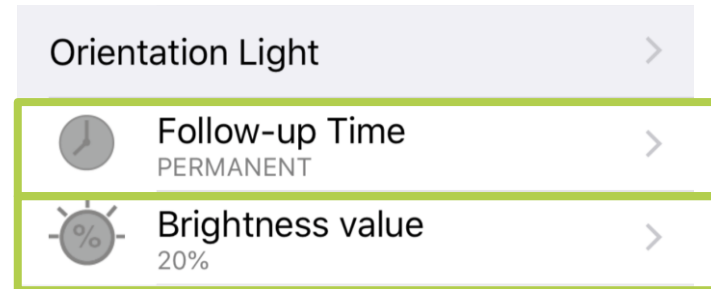 Orientation Light
Follow-up Time
PERMANENT
%
Brightness value
20%